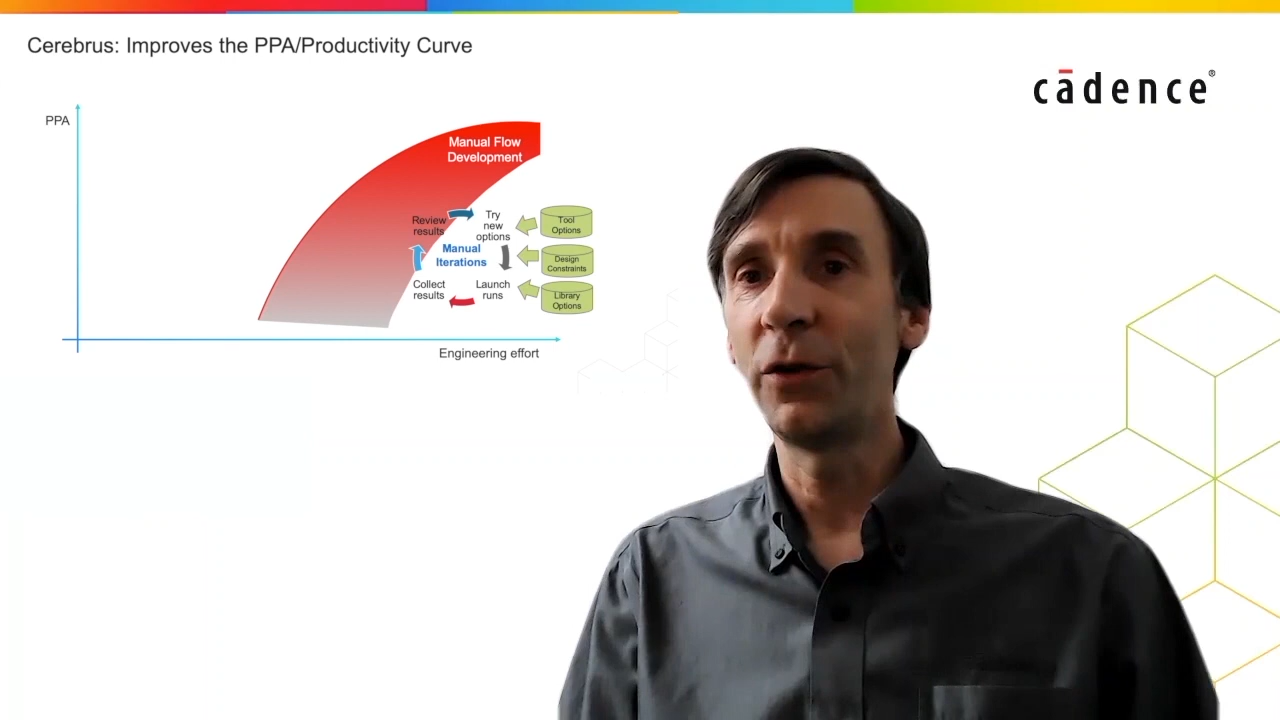 Cerebrus: Improves the PPA/Productivity Curve
cādence®
PPA
Manual Flow
Development
Review
results
Try
new
options
Manual
Iterations
Collect
results
Launch
runs
Tool
Options
Design
Constraints
Library
Options
Engineering effort